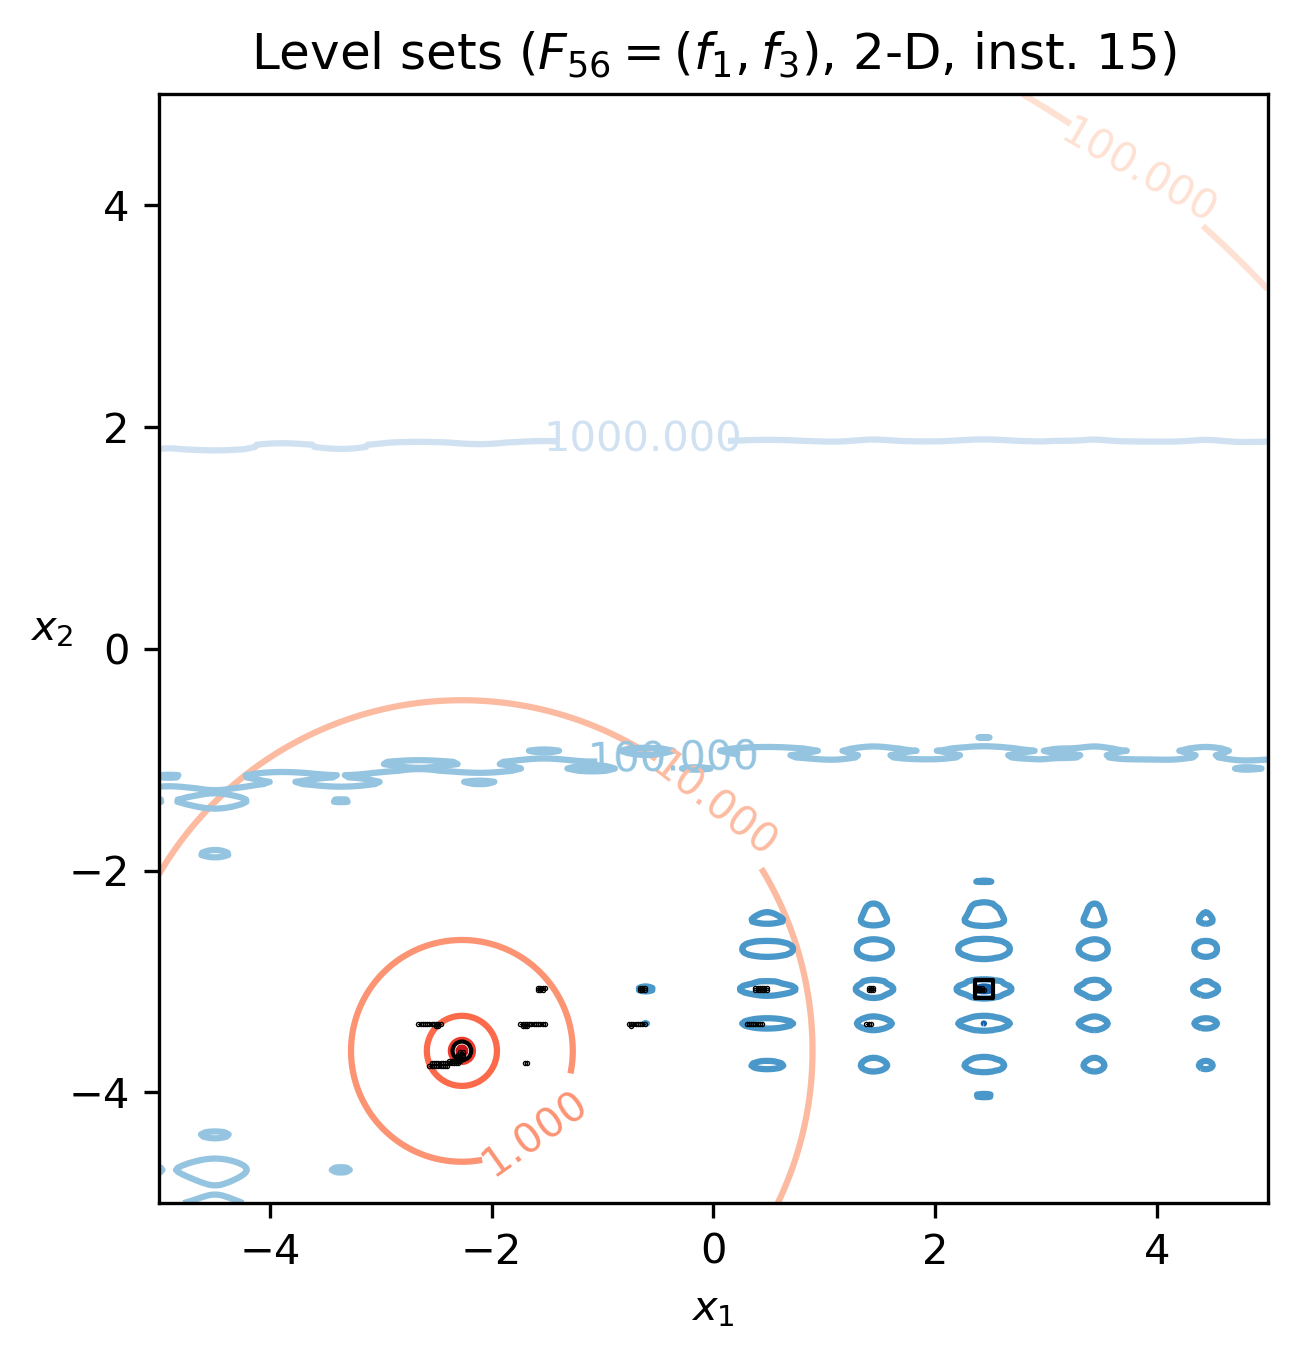 Level sets (F₅₆ = (f₁, f₃), 2-D, inst. 15)
100.000
4
2
1000.000
x₂
0
100.000
10.000
−2
−4
1.000
−4 −2 0 2 4
x₁